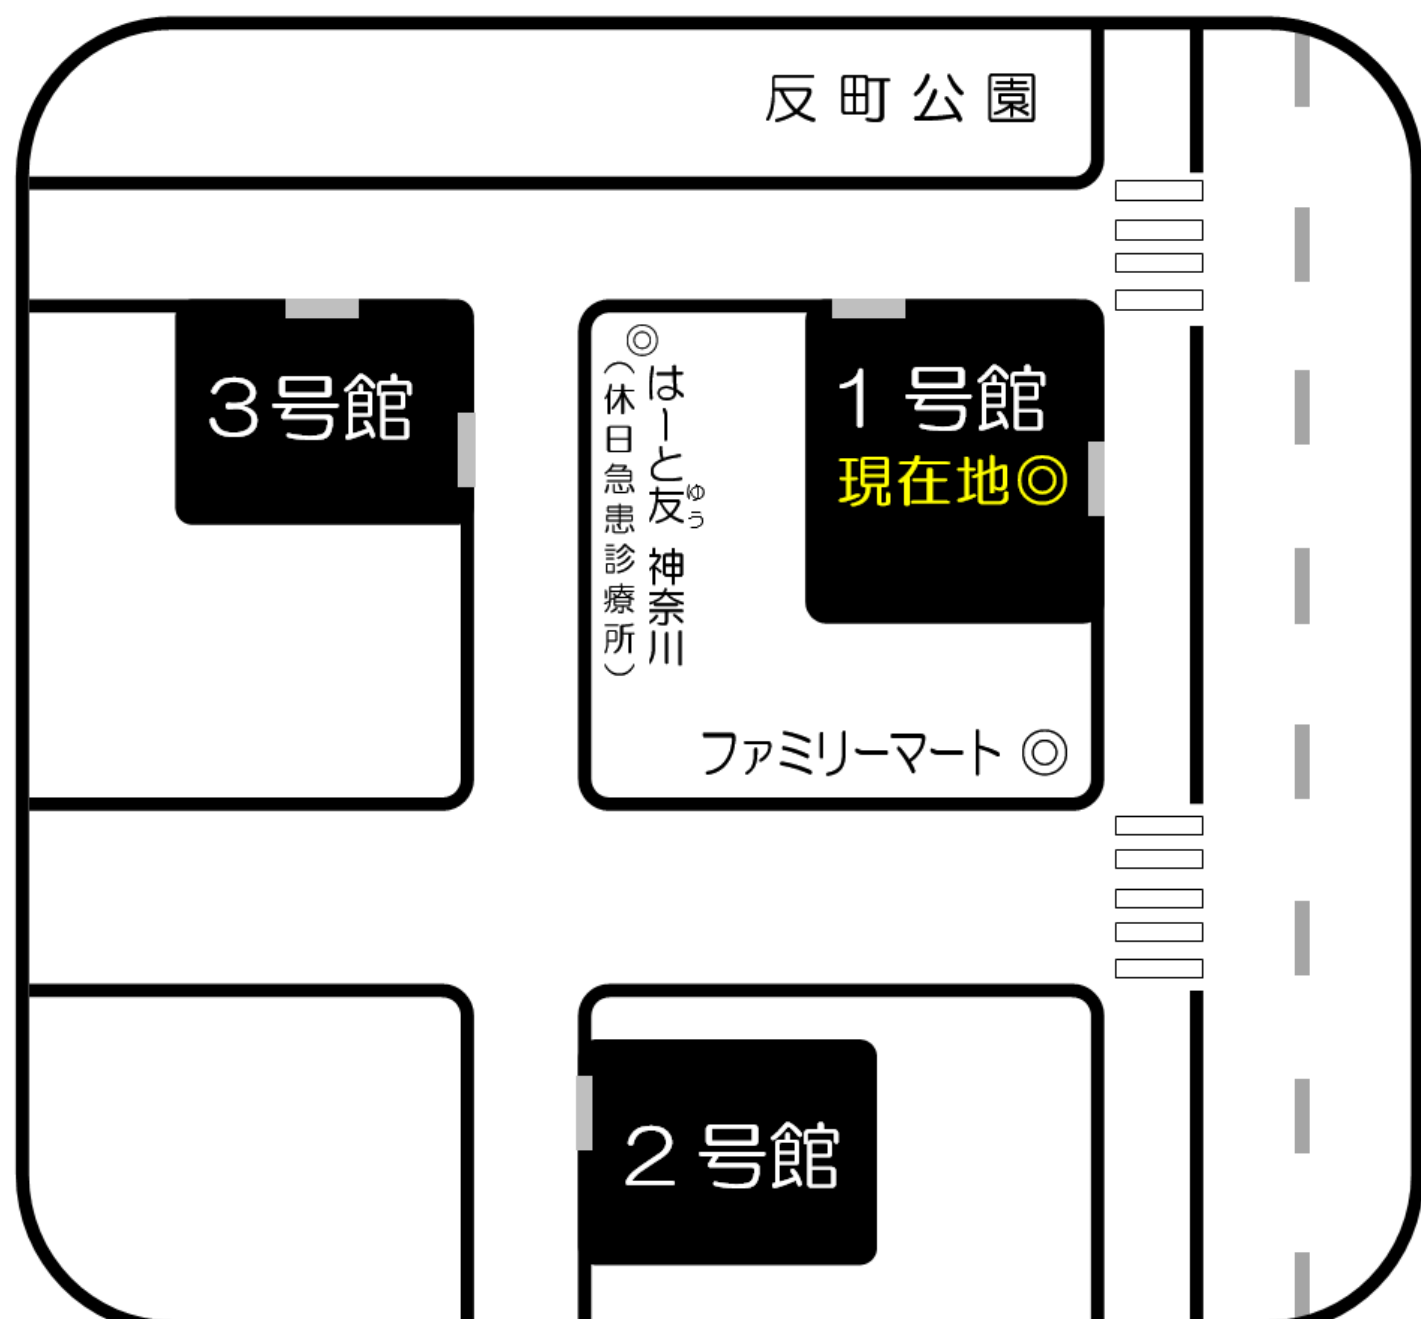 反町公園
3号館
1号館
現在地◎
◎はーと友 神奈川
ゆう
（休日急患診療所）
ファミリーマート ◎
2号館